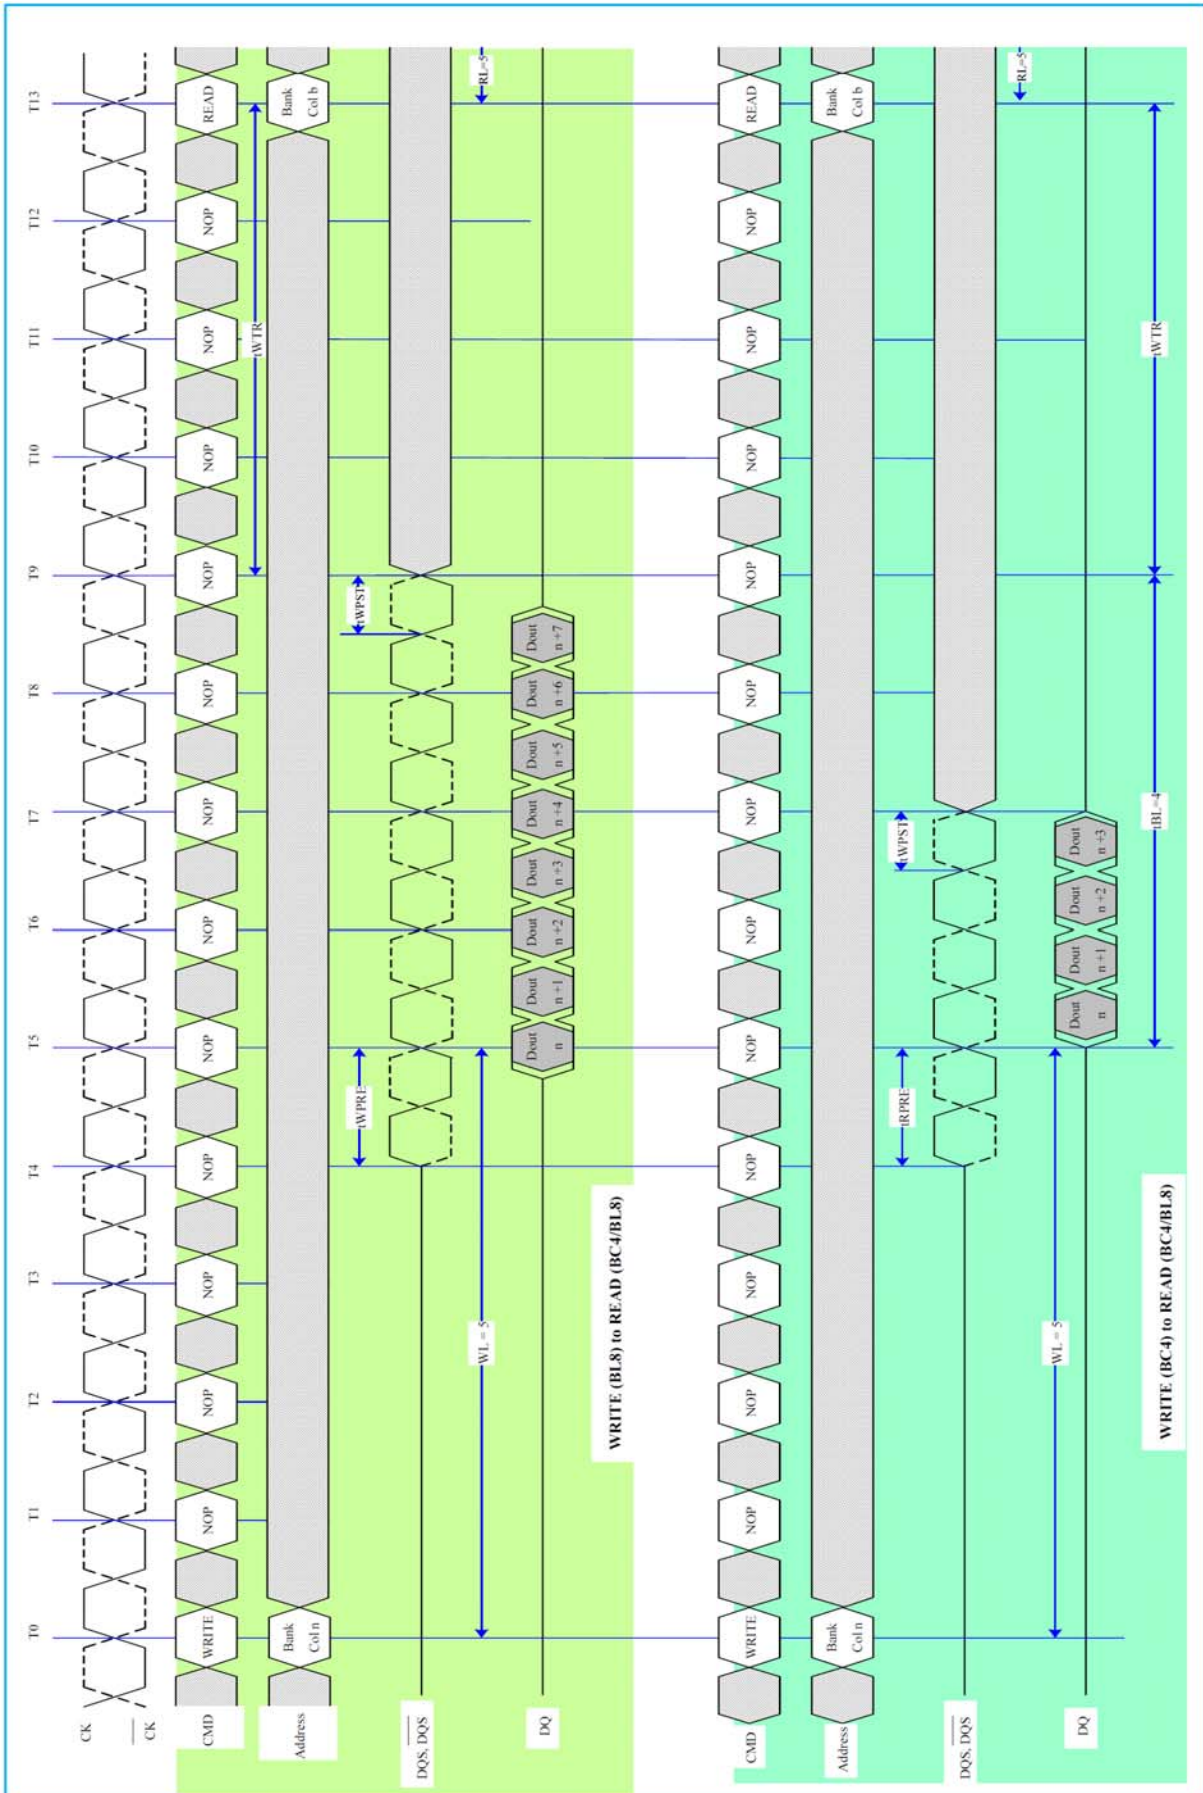 T0 T1 T2 T3 T4 T5 T6 T7 T8 T9 T10 T11 T12 T13
CK
CK
CMD WRITE NOP NOP NOP NOP NOP NOP NOP NOP NOP NOP NOP NOP READ
tWTR
Bank Bank
Address
Col n Col b
tWPRE tWPST
DQS, DQS
WL = 5 RL=5
Dout Dout Dout Dout Dout Dout Dout Dout
DQ
n n +1 n +2 n +3 n +4 n +5 n +6 n +7
WRITE (BL8) to READ (BC4/BL8)
CMD WRITE NOP NOP NOP NOP NOP NOP NOP NOP NOP NOP NOP NOP READ
Bank Bank
Address
Col n Col b
tRPRE tWPST
DQS, DQS
RL=5
WL = 5
Dout Dout Dout Dout
DQ
n n +1 n +2 n +3
tBL=4 tWTR
WRITE (BC4) to READ (BC4/BL8)